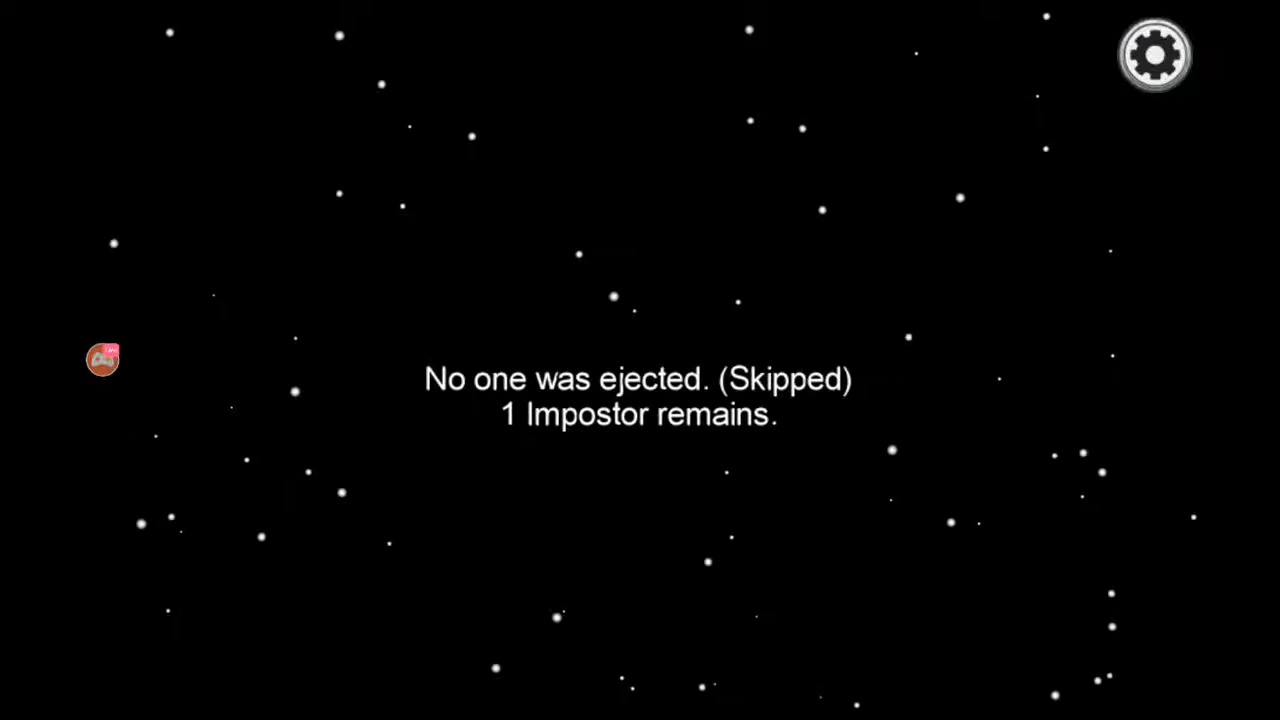 No one was ejected. (Skipped)
1 Impostor remains.